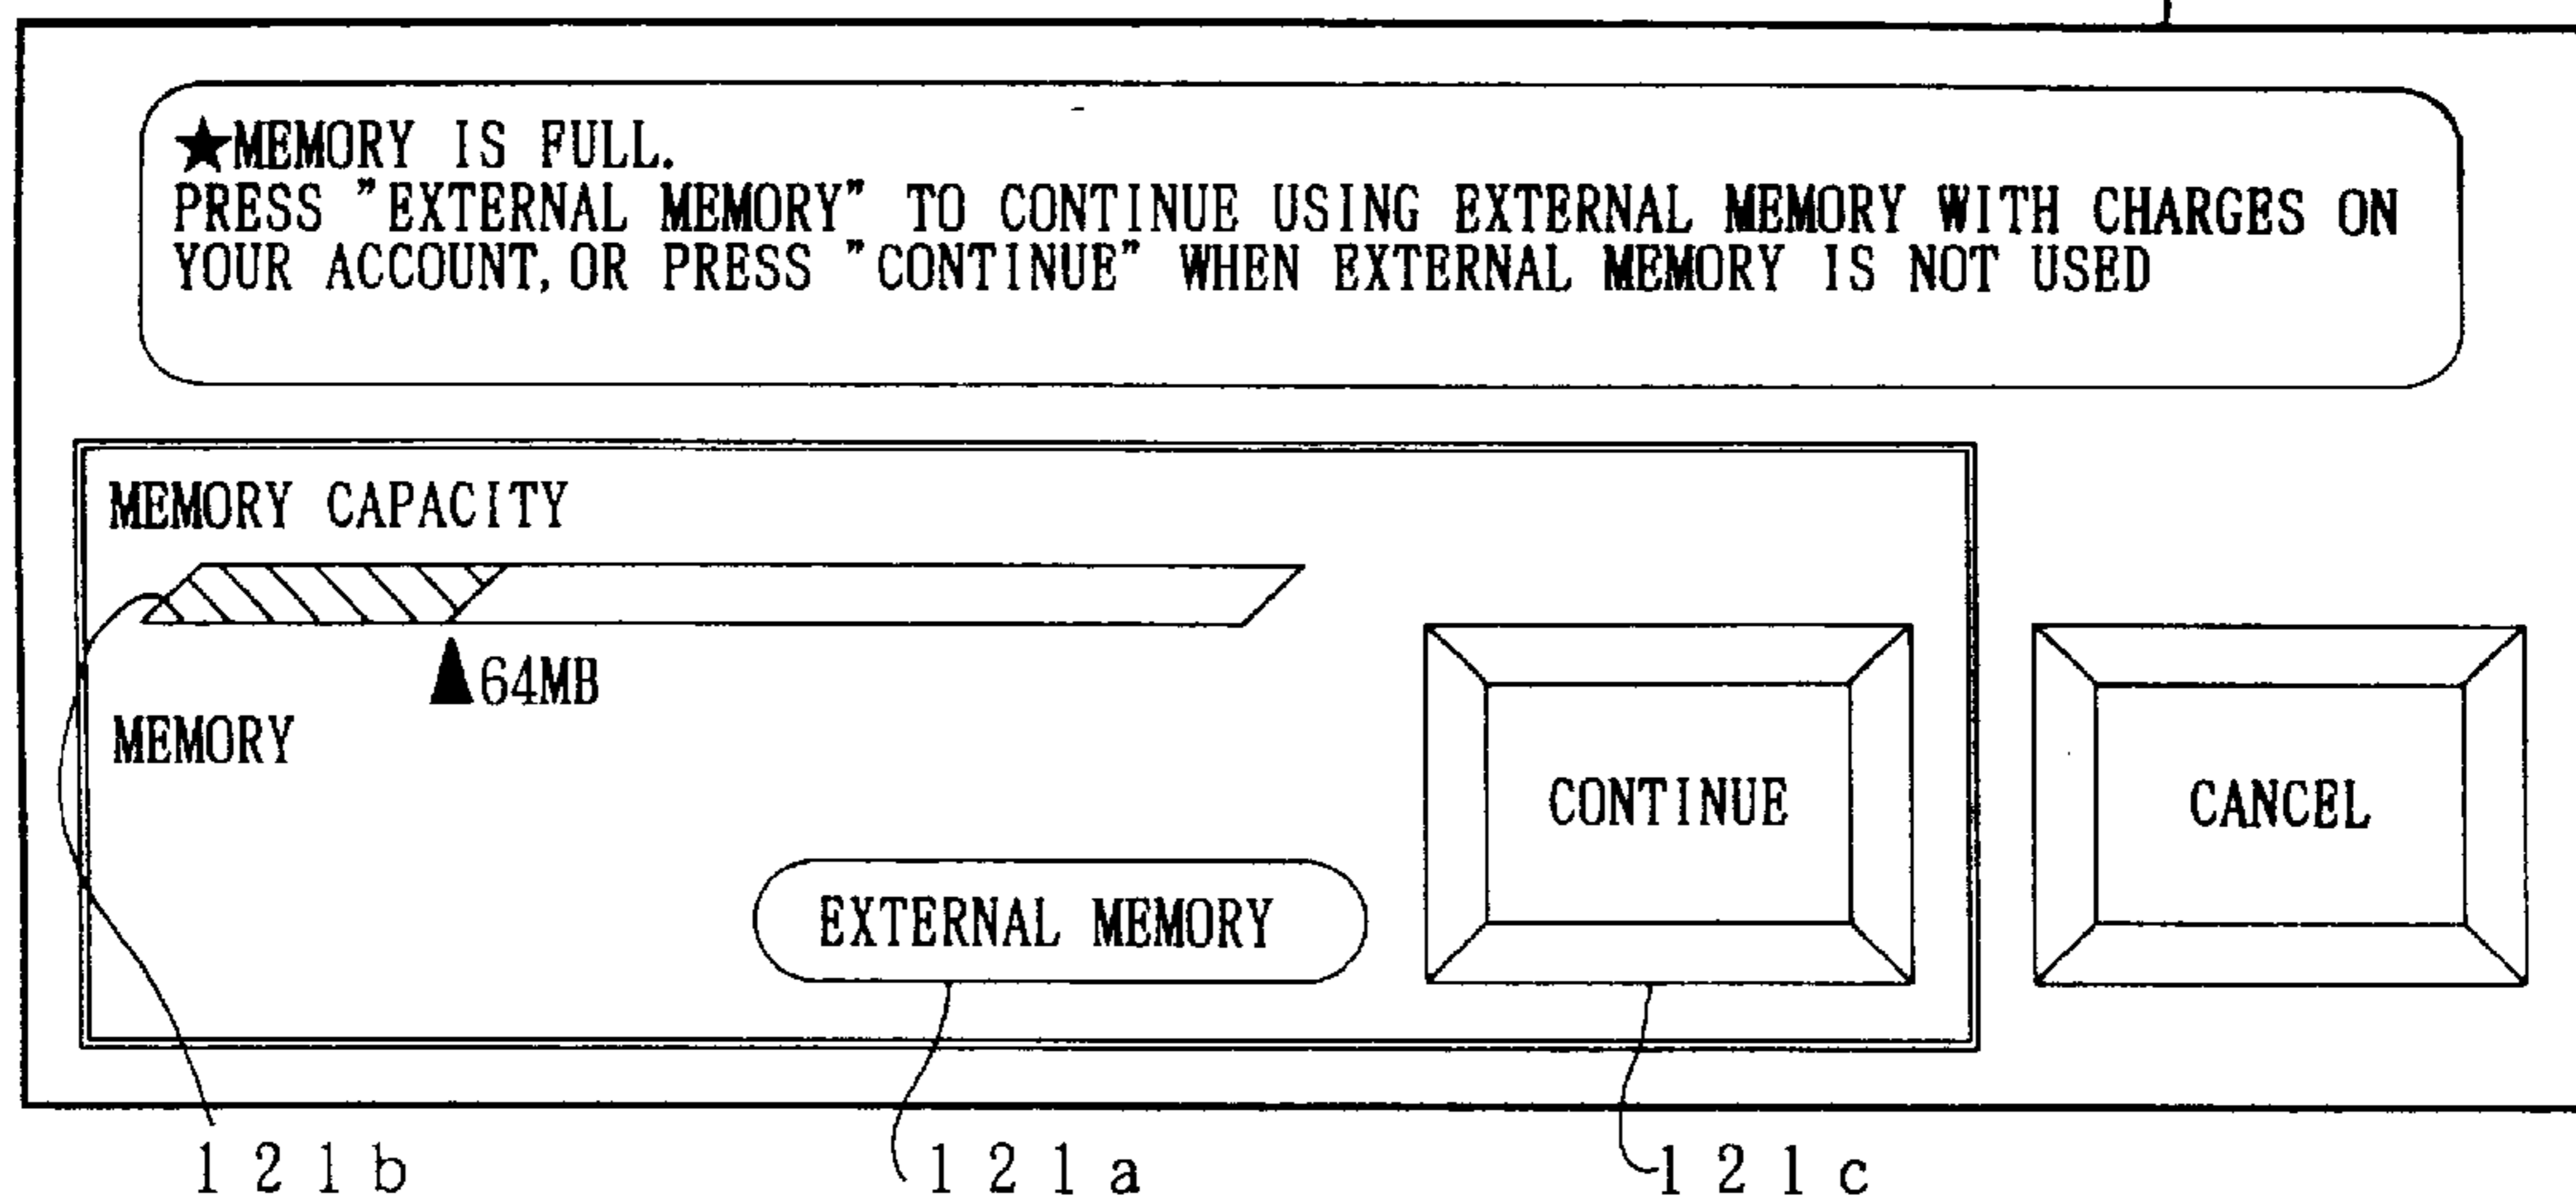 ★MEMORY IS FULL.
PRESS "EXTERNAL MEMORY" TO CONTINUE USING EXTERNAL MEMORY WITH CHARGES ON
YOUR ACCOUNT, OR PRESS "CONTINUE" WHEN EXTERNAL MEMORY IS NOT USED
MEMORY CAPACITY
▲64MB
MEMORY
EXTERNAL MEMORY
CONTINUE
CANCEL
121b
121a
121c